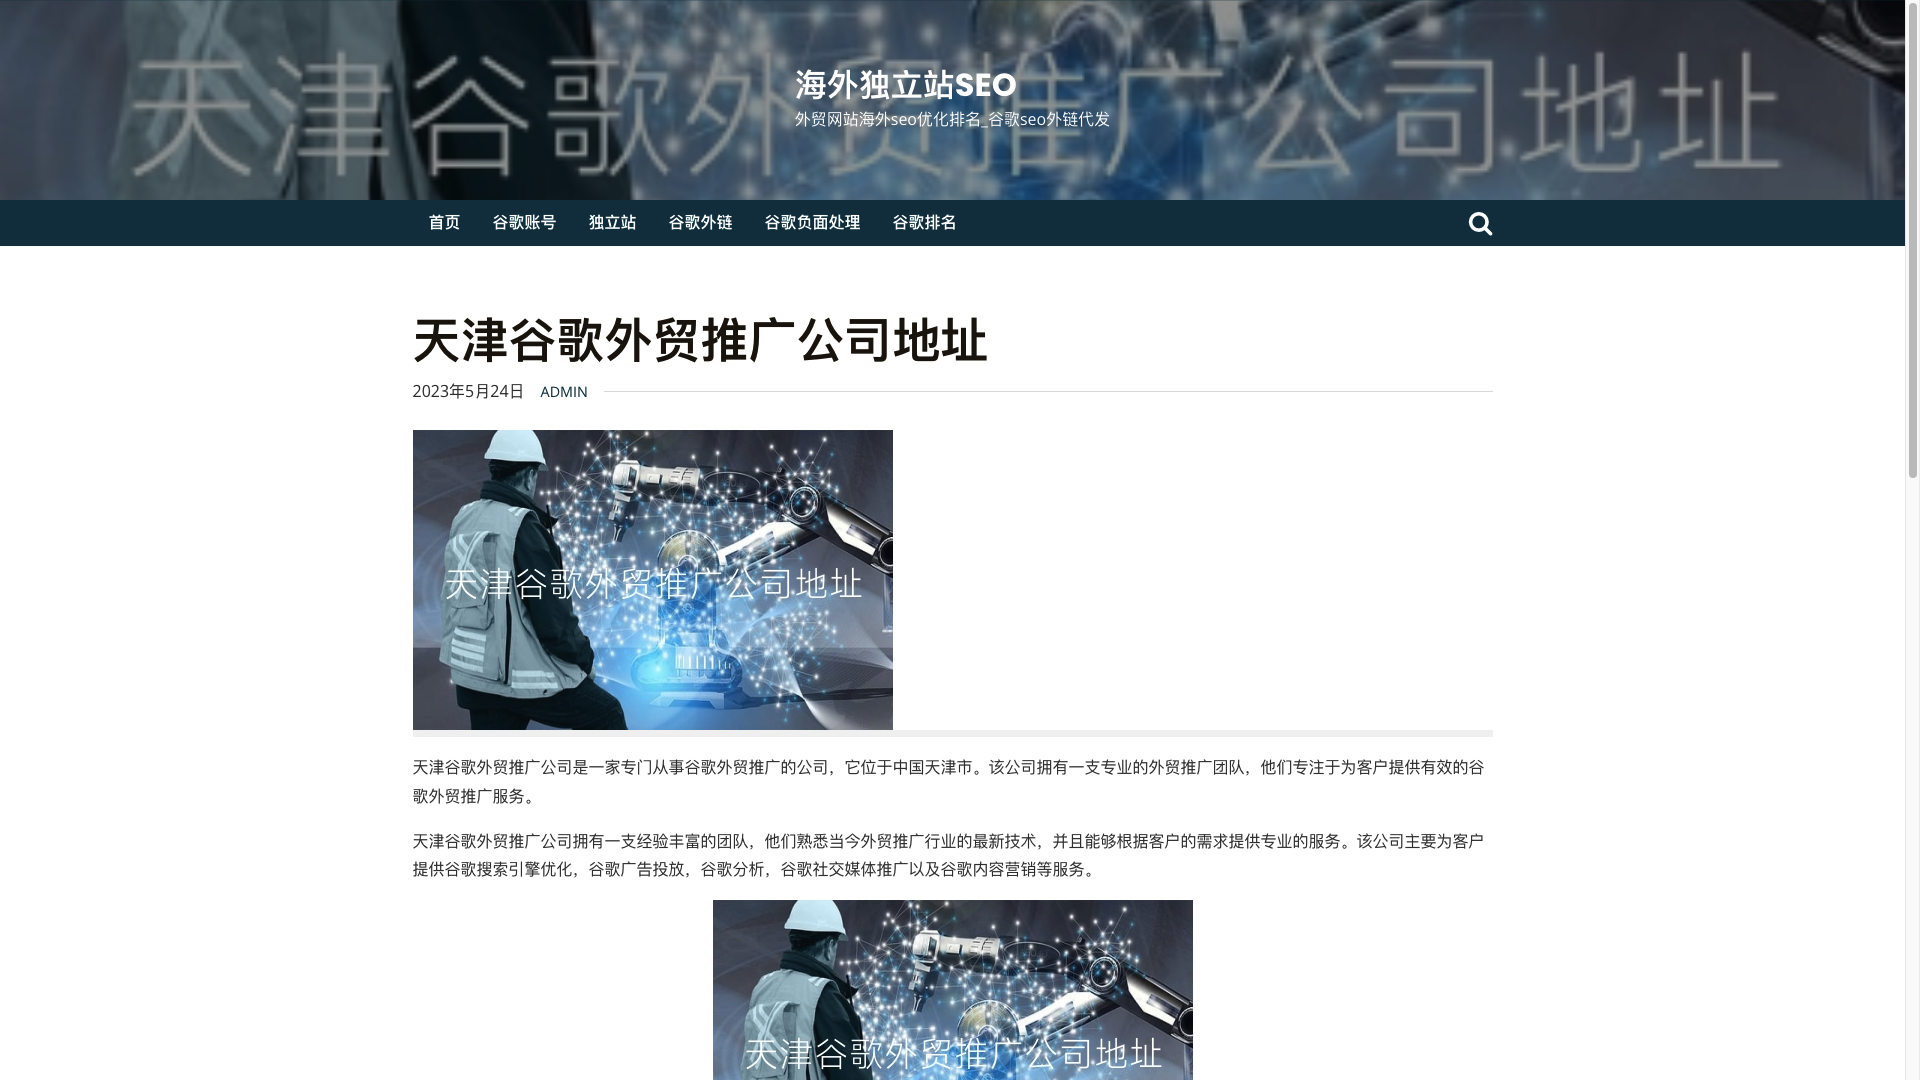 天津谷歌外贸推广公司地址
海外独立站SEO
外贸网站海外seo优化排名_谷歌seo外链代发
首页 谷歌账号 独立站 谷歌外链 谷歌负面处理 谷歌排名
天津谷歌外贸推广公司地址
2023年5月24日 ADMIN
天津谷歌外贸推广公司地址
天津谷歌外贸推广公司是一家专门从事谷歌外贸推广的公司，它位于中国天津市。该公司拥有一支专业的外贸推广团队，他们专注于为客户提供有效的谷
歌外贸推广服务。
天津谷歌外贸推广公司拥有一支经验丰富的团队，他们熟悉当今外贸推广行业的最新技术，并且能够根据客户的需求提供专业的服务。该公司主要为客户
提供谷歌搜索引擎优化，谷歌广告投放，谷歌分析，谷歌社交媒体推广以及谷歌内容营销等服务。
天津谷歌外贸推广公司地址